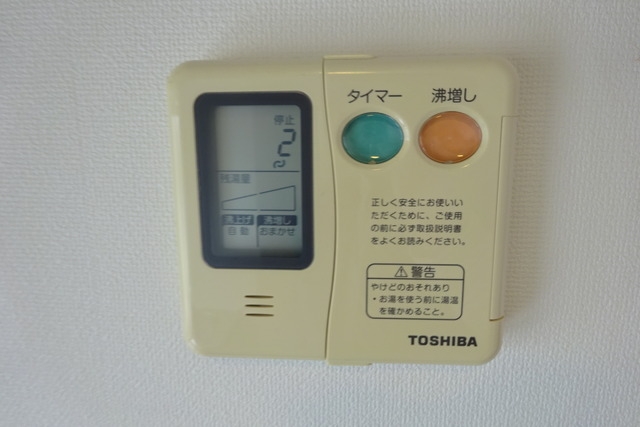 停止
2
残湯量
沸上げ 沸増し
自動 おまかせ
タイマー 沸増し
正しく安全にお使いい
ただくために、ご使用
の前に必ず取扱説明書
をよくお読みください。
警告
やけどのおそれあり
・お湯を使う前に湯温
を確かめること。
TOSHIBA